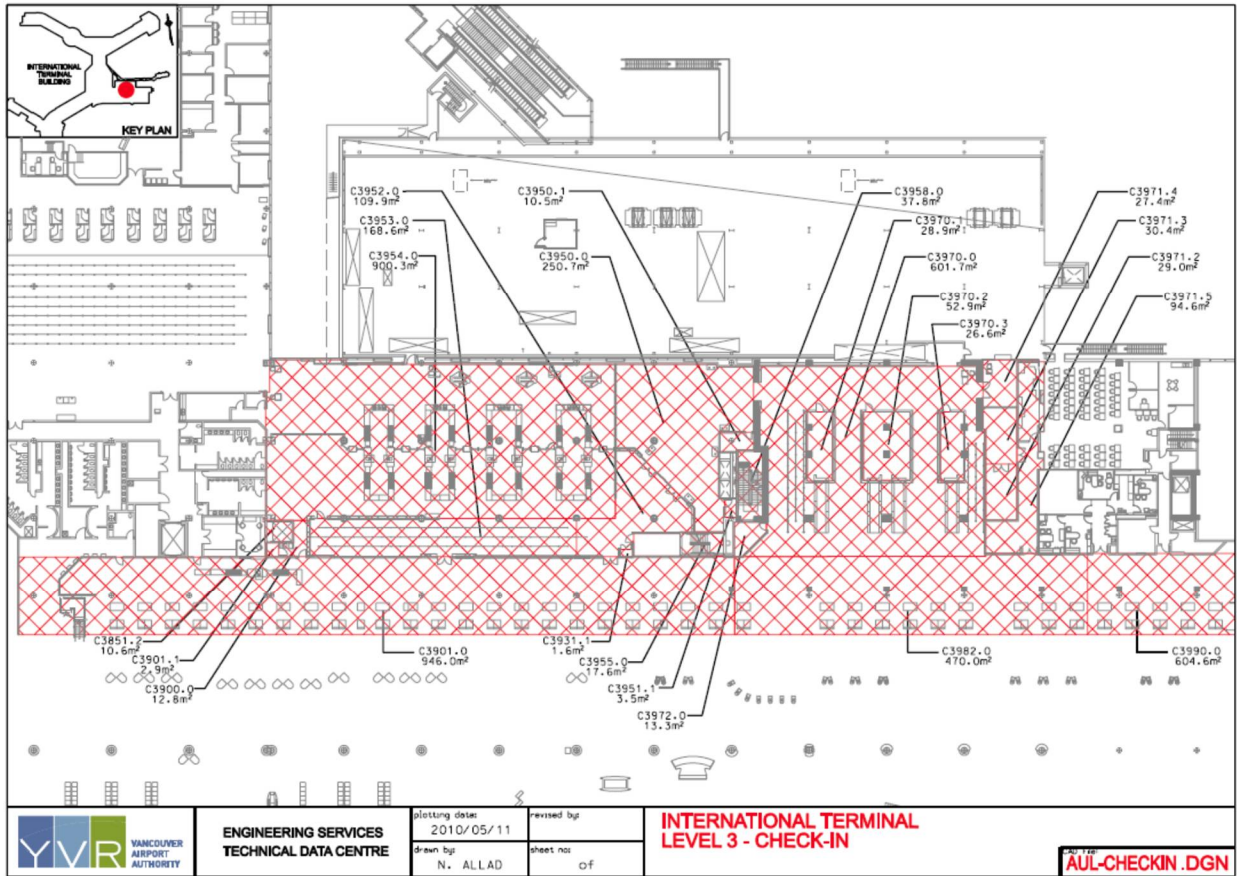 INTERNATIONAL
TERMINAL
BUILDING
KEY PLAN
C3952.0
109.9m²
C3953.0
168.6m²
C3954.0
900.3m²
C3950.1
10.5m²
C3950.0
250.7m²
C3958.0
37.8m²
C3970.1
28.9m²
C3970.0
601.7m²
C3970.2
52.9m²
C3970.3
26.6m²
C3971.4
27.4m²
C3971.3
30.4m²
C3971.2
29.0m²
C3971.5
94.6m²
C3851.2
10.6m²
C3901.1
2.9m²
C3900.0
12.8m²
C3901.0
946.0m²
C3931.1
1.6m²
C3955.0
17.6m²
C3951.1
3.5m²
C3972.0
13.3m²
C3982.0
470.0m²
C3990.0
604.6m²
YVR
VANCOUVER
AIRPORT
AUTHORITY
ENGINEERING SERVICES
TECHNICAL DATA CENTRE
plotting date:
2010/05/11
revised by:
drawn by:
N. ALLAD
sheet no:
of
INTERNATIONAL TERMINAL
LEVEL 3 - CHECK-IN
AUL-CHECKIN .DGN